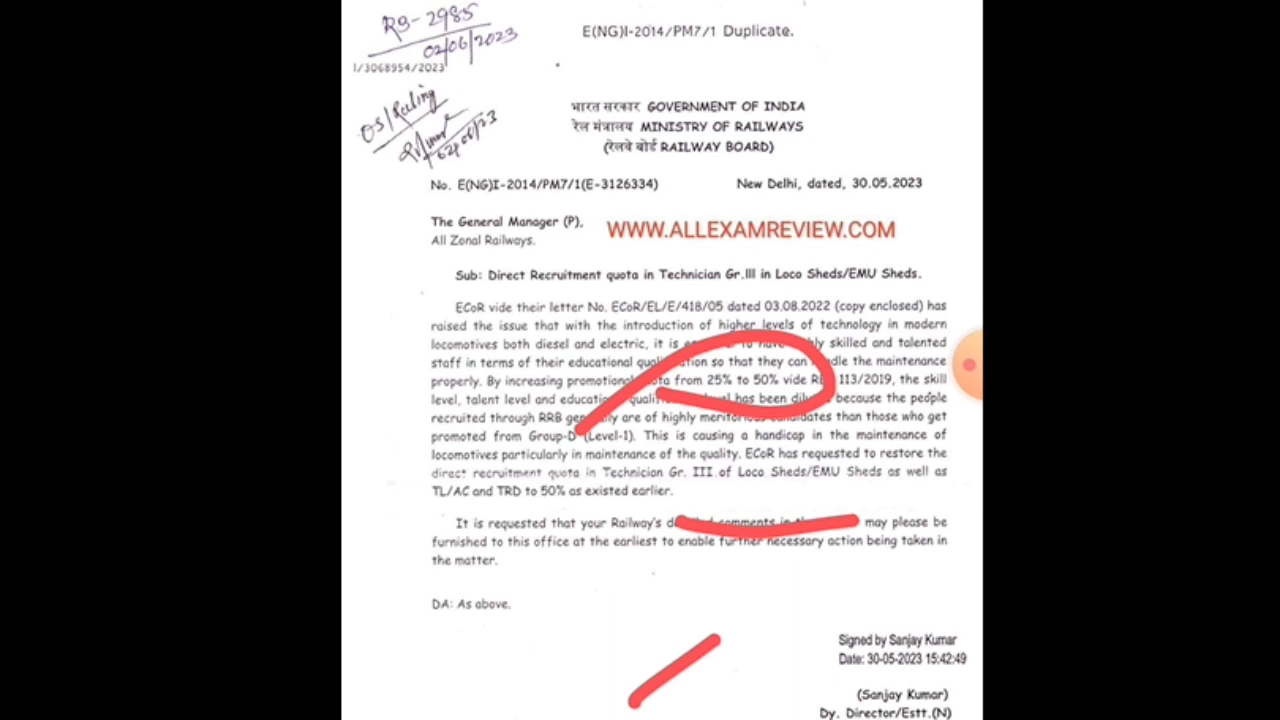 RS-2985
02/06/2023
I/3068954/2023
OS/Ruling
E(NG)I-2014/PM7/1 Duplicate.
भारत सरकार GOVERNMENT OF INDIA
रेल मंत्रालय MINISTRY OF RAILWAYS
(रेलवे बोर्ड RAILWAY BOARD)
No. E(NG)I-2014/PM7/1(E-3126334) New Delhi, dated, 30.05.2023
The General Manager (P),
All Zonal Railways.
WWW.ALLEXAMREVIEW.COM
Sub: Direct Recruitment quota in Technician Gr.III in Loco Sheds/EMU Sheds.
ECoR vide their letter No. ECoR/EL/E/418/05 dated 03.08.2022 (copy enclosed) has
raised the issue that with the introduction of higher levels of technology in modern
locomotives both diesel and electric, it is skilled and talented
staff in terms of their educational so that they can the maintenance
properly. By increasing promotional from 25% to 50% vide 113/2019, the skill
level, talent level and has been because the people
recruited through RRB are of highly than those who get
promoted from Group-D (Level-1). This is causing a handicap in the maintenance of
locomotives particularly in maintenance of the quality. ECoR has requested to restore the
direct recruitment quota in Technician Gr. III of Loco Sheds/EMU Sheds as well as
TL/AC and TRD to 50% as existed earlier.
It is requested that your Railway's may please be
furnished to this office at the earliest to enable further necessary action being taken in
the matter.
DA: As above.
Signed by Sanjay Kumar
Date: 30-05-2023 15:42:49
(Sanjay Kumar)
Dy. Director/Estt.(N)